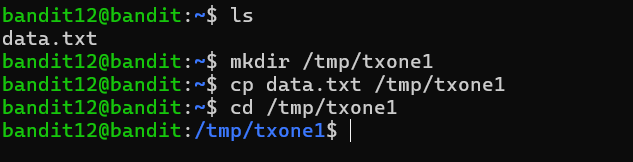 bandit12@bandit:~$ ls
data.txt
bandit12@bandit:~$ mkdir /tmp/txone1
bandit12@bandit:~$ cp data.txt /tmp/txone1
bandit12@bandit:~$ cd /tmp/txone1
bandit12@bandit:/tmp/txone1$